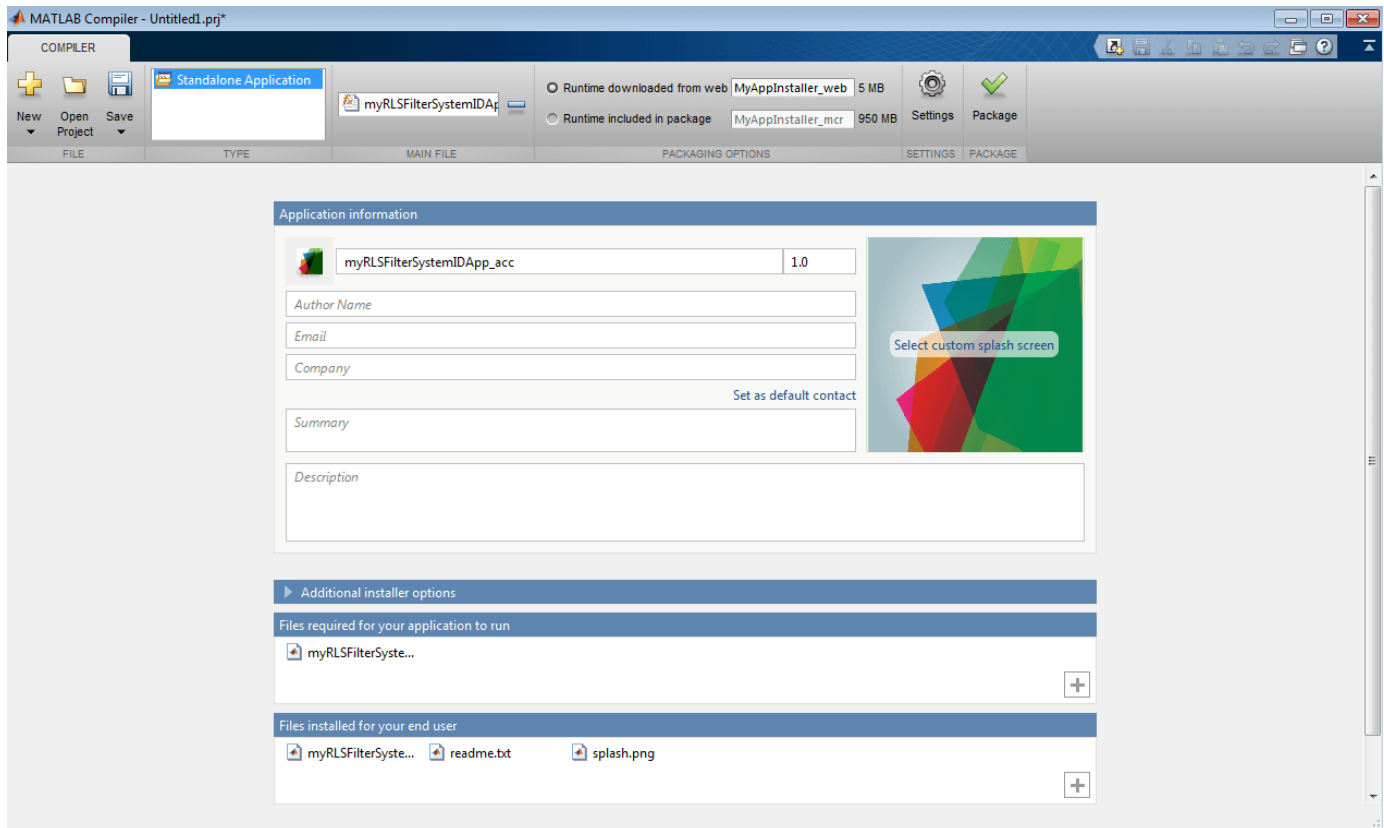 MATLAB Compiler - Untitled1.prj*
COMPILER
New
Open Project
Save
FILE
Standalone Application
TYPE
myRLSFilterSystemIDAp
MAIN FILE
Runtime downloaded from web MyAppInstaller_web 5 MB
Runtime included in package MyAppInstaller_mcr 950 MB
PACKAGING OPTIONS
Settings
SETTINGS
Package
PACKAGE
Application information
myRLSFilterSystemIDApp_acc 1.0
Author Name
Email
Company
Set as default contact
Summary
Select custom splash screen
Description
Additional installer options
Files required for your application to run
myRLSFilterSyste...
Files installed for your end user
myRLSFilterSyste... readme.txt splash.png